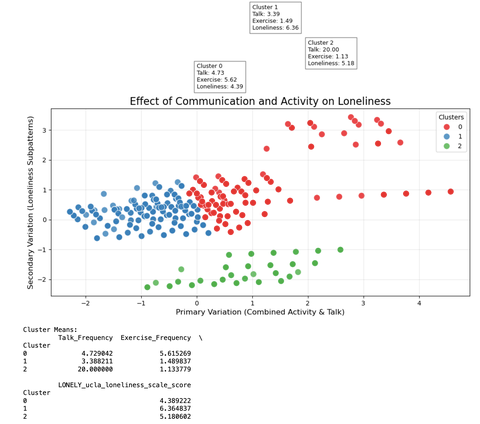 Cluster 1
Talk: 3.39
Exercise: 1.49
Loneliness: 6.36
Cluster 2
Talk: 20.00
Exercise: 1.13
Loneliness: 5.18
Cluster 0
Talk: 4.73
Exercise: 5.62
Loneliness: 4.39
Effect of Communication and Activity on Loneliness
Clusters
0
1
2
Secondary Variation (Loneliness Subpatterns)
3
2
1
0
−1
−2
−2 −1 0 1 2 3 4
Primary Variation (Combined Activity & Talk)
Cluster Means:
Talk_Frequency Exercise_Frequency \
Cluster
0 4.729042 5.615269
1 3.388211 1.489837
2 20.000000 1.133779
LONELY_ucla_loneliness_scale_score
Cluster
0 4.389222
1 6.364837
2 5.180602